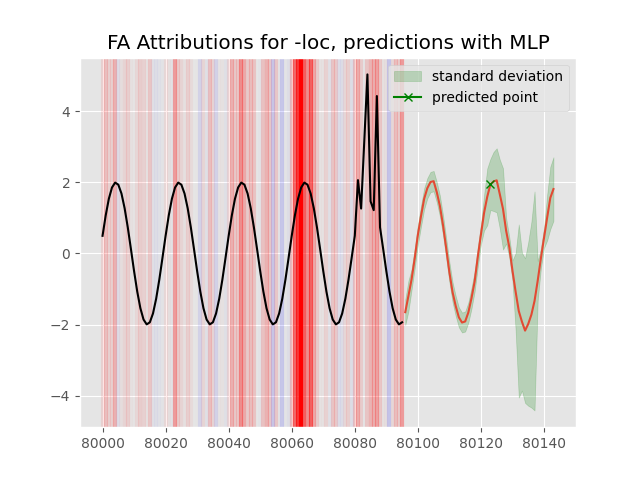 FA Attributions for -loc, predictions with MLP
standard deviation
predicted point
4
2
0
−2
−4
80000 80020 80040 80060 80080 80100 80120 80140